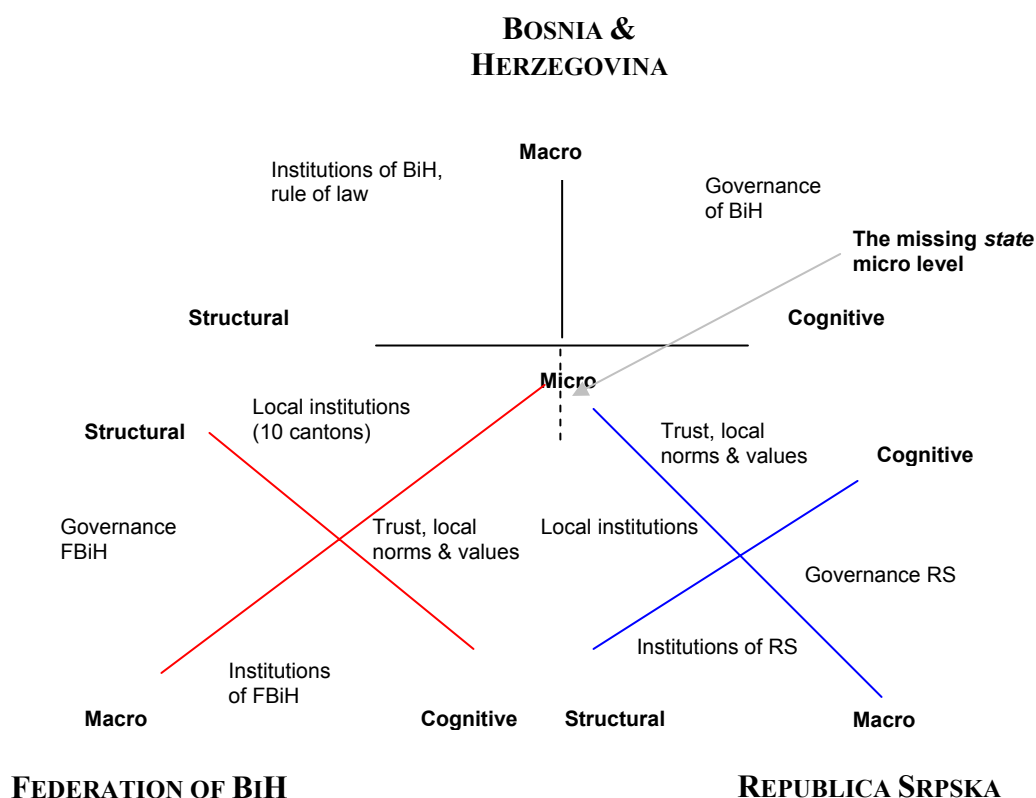 BOSNIA &
HERZEGOVINA
Macro
Institutions of BiH,
rule of law
Governance
of BiH
The missing state
micro level
Structural
Cognitive
Micro
Local institutions
(10 cantons)
Structural
Trust, local
norms & values
Cognitive
Governance
FBiH
Trust, local
norms & values
Local institutions
Governance RS
Institutions of RS
Institutions
of FBiH
Macro
Cognitive
Structural
Macro
FEDERATION OF BIH
REPUBLICA SRPSKA